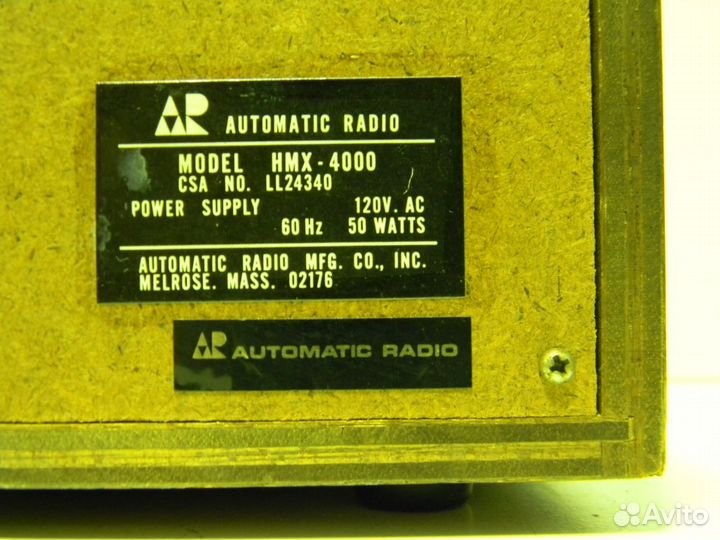 AR AUTOMATIC RADIO
MODEL HMX-4000
CSA NO. LL24340
POWER SUPPLY 120V. AC
60 Hz 50 WATTS
AUTOMATIC RADIO MFG. CO., INC.
MELROSE. MASS. 02176
AR AUTOMATIC RADIO
Avito